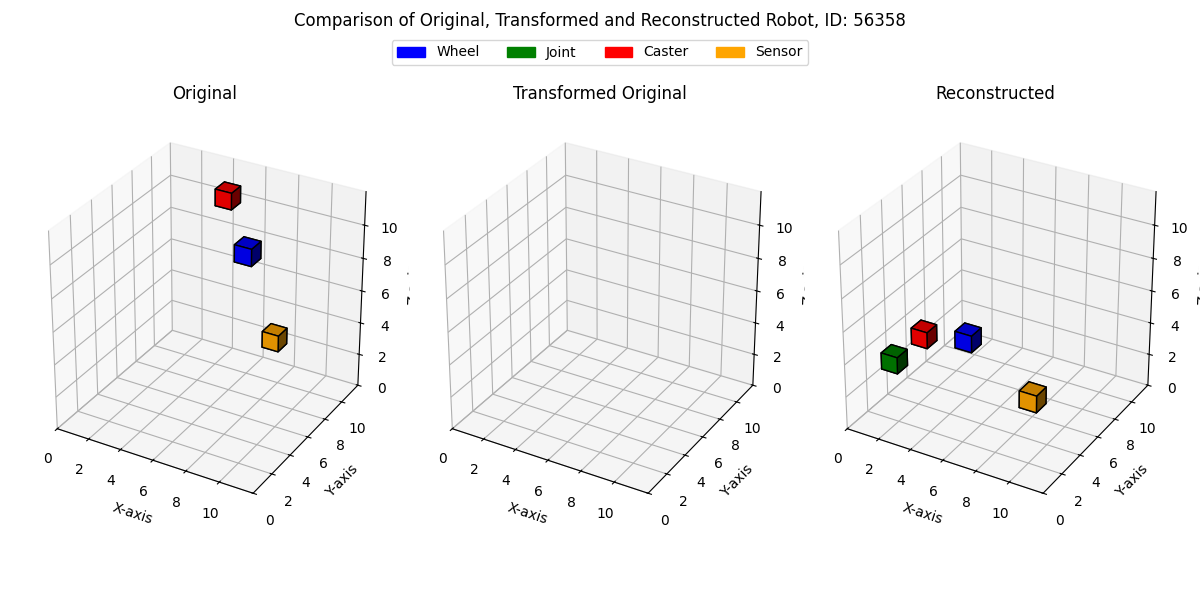 Comparison of Original, Transformed and Reconstructed Robot, ID: 56358
Wheel Joint Caster Sensor
Original
Transformed Original
Reconstructed
0 2 4 6 8 10
X-axis
0 2 4 6 8 10
Y-axis
0 2 4 6 8 10
0 2 4 6 8 10
X-axis
0 2 4 6 8 10
Y-axis
0 2 4 6 8 10
0 2 4 6 8 10
X-axis
0 2 4 6 8 10
Y-axis
0 2 4 6 8 10